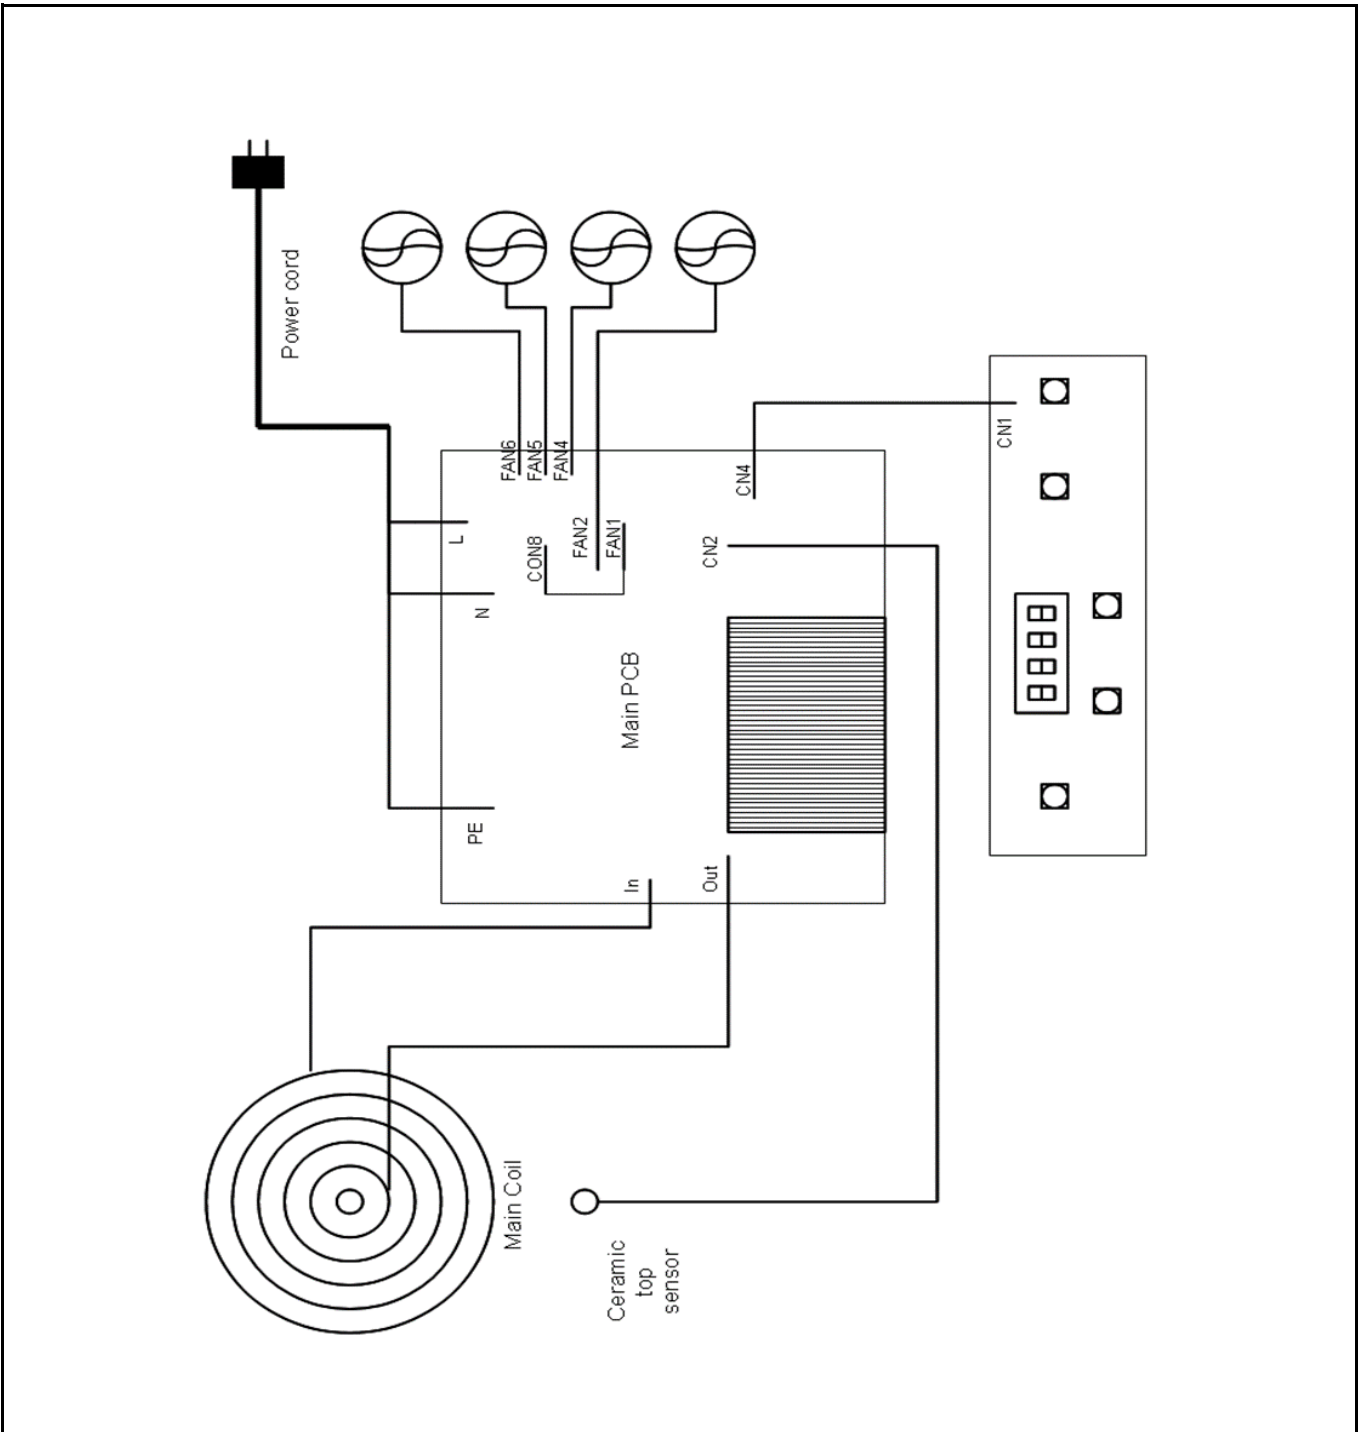 Power cord
FAN6
FAN5
FAN4
FAN2
FAN1
CON8
CN4
CN2
CN1
L
N
PE
Main PCB
In
Out
Main Coil
Ceramic
top
sensor